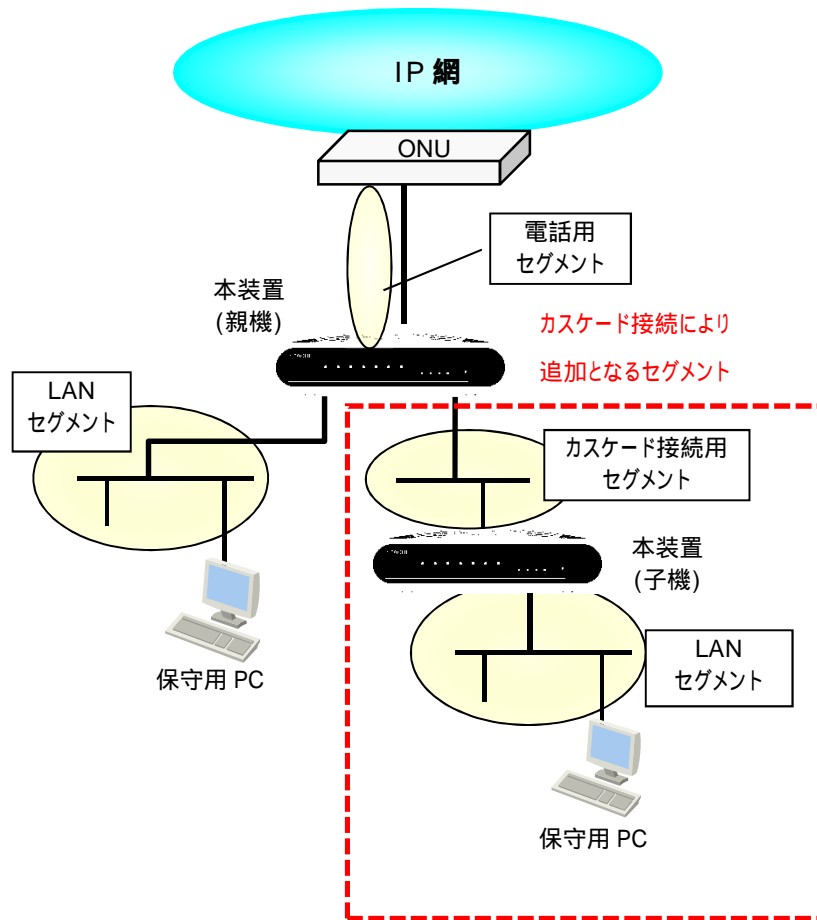 IP 網
ONU
電話用
セグメント
本装置
(親機)
カスケード接続により
追加となるセグメント
LAN
セグメント
カスケード接続用
セグメント
本装置
(子機)
LAN
セグメント
保守用 PC
保守用 PC